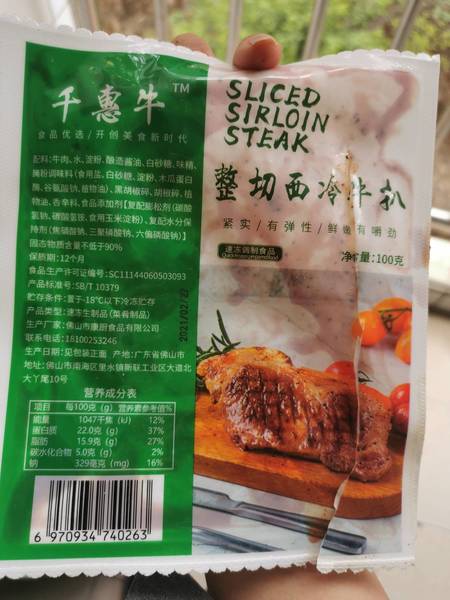 千惠牛™
食品优选/开创美食新时代
配料:牛肉、水、淀粉、酿造酱油、白砂糖、味精、
腌粉调味料(食用盐、白砂糖、淀粉、木瓜蛋白
酶、谷氨酸钠、植物油)、黑胡椒碎、胡椒碎、植
物油、香辛料、食品添加剂【复配膨松剂(碳酸
氢钠、碳酸氢铵、食用玉米淀粉)、复配水分保
持剂(焦磷酸钠、三聚磷酸钠、六偏磷酸钠)】
固态物质含量不低于90%
保质期:12个月
食品生产许可证编号:SC11144060503093
产品标准号:SB/T 10379
贮存条件:置于-18°C以下冷冻贮存
产品类型:速冻生制品(菜肴制品)
生产厂家:佛山市康厨食品有限公司
联系电话:18100253246
生产日期:见包装正面 产地:广东省佛山市
地址:佛山市南海区里水镇新联工业区大道北
大丫尾10号
2021/02/27
营养成分表
项目 每100克(g) 营养素参考值%
能量 1047千焦(kJ) 12%
蛋白质 22.0克(g) 37%
脂肪 15.9克(g) 27%
碳水化合物 5.0克(g) 2%
钠 329毫克(mg) 16%
6 970934 740263
SLICED
SIRLOIN
STEAK
整切西冷牛扒
紧实/有弹性/鲜嫩有嚼劲
速冻调制食品
净含量:100克